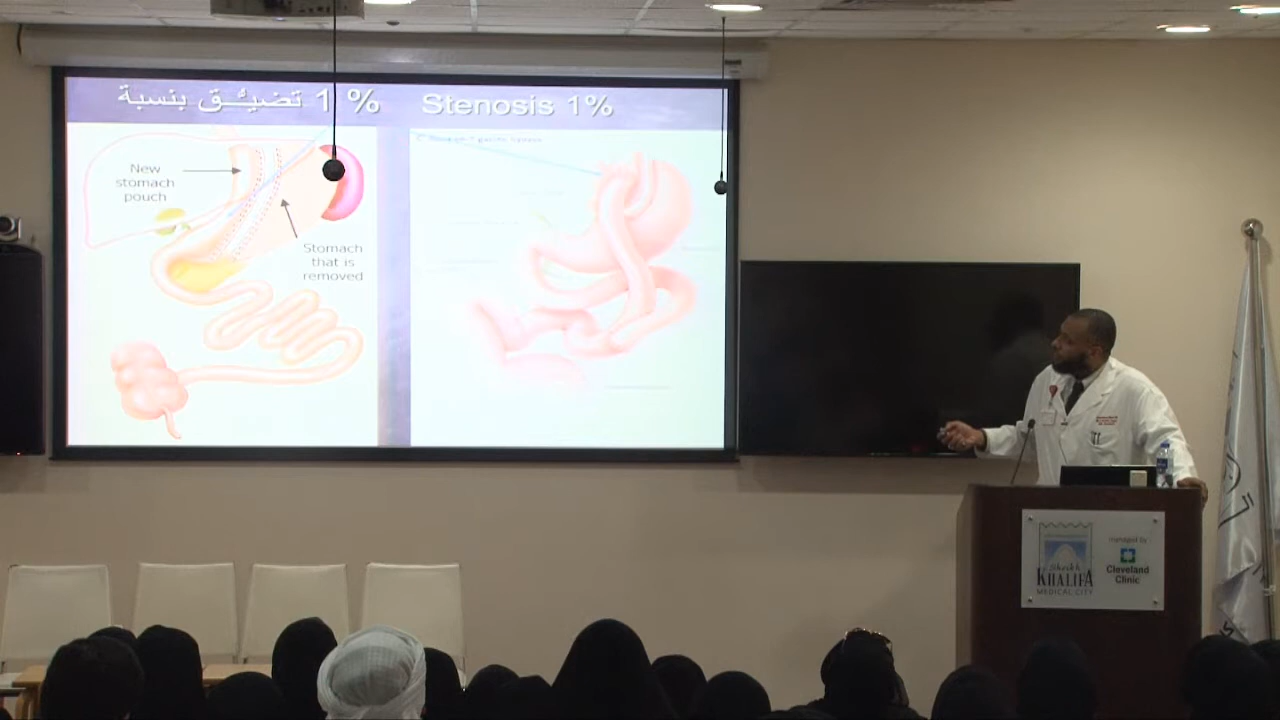 تضيّق بنسبة 1 %
Stenosis 1%
New
stomach
pouch
Stomach
that is
removed
Sheikh
KHALIFA
MEDICAL CITY
managed by
Cleveland
Clinic